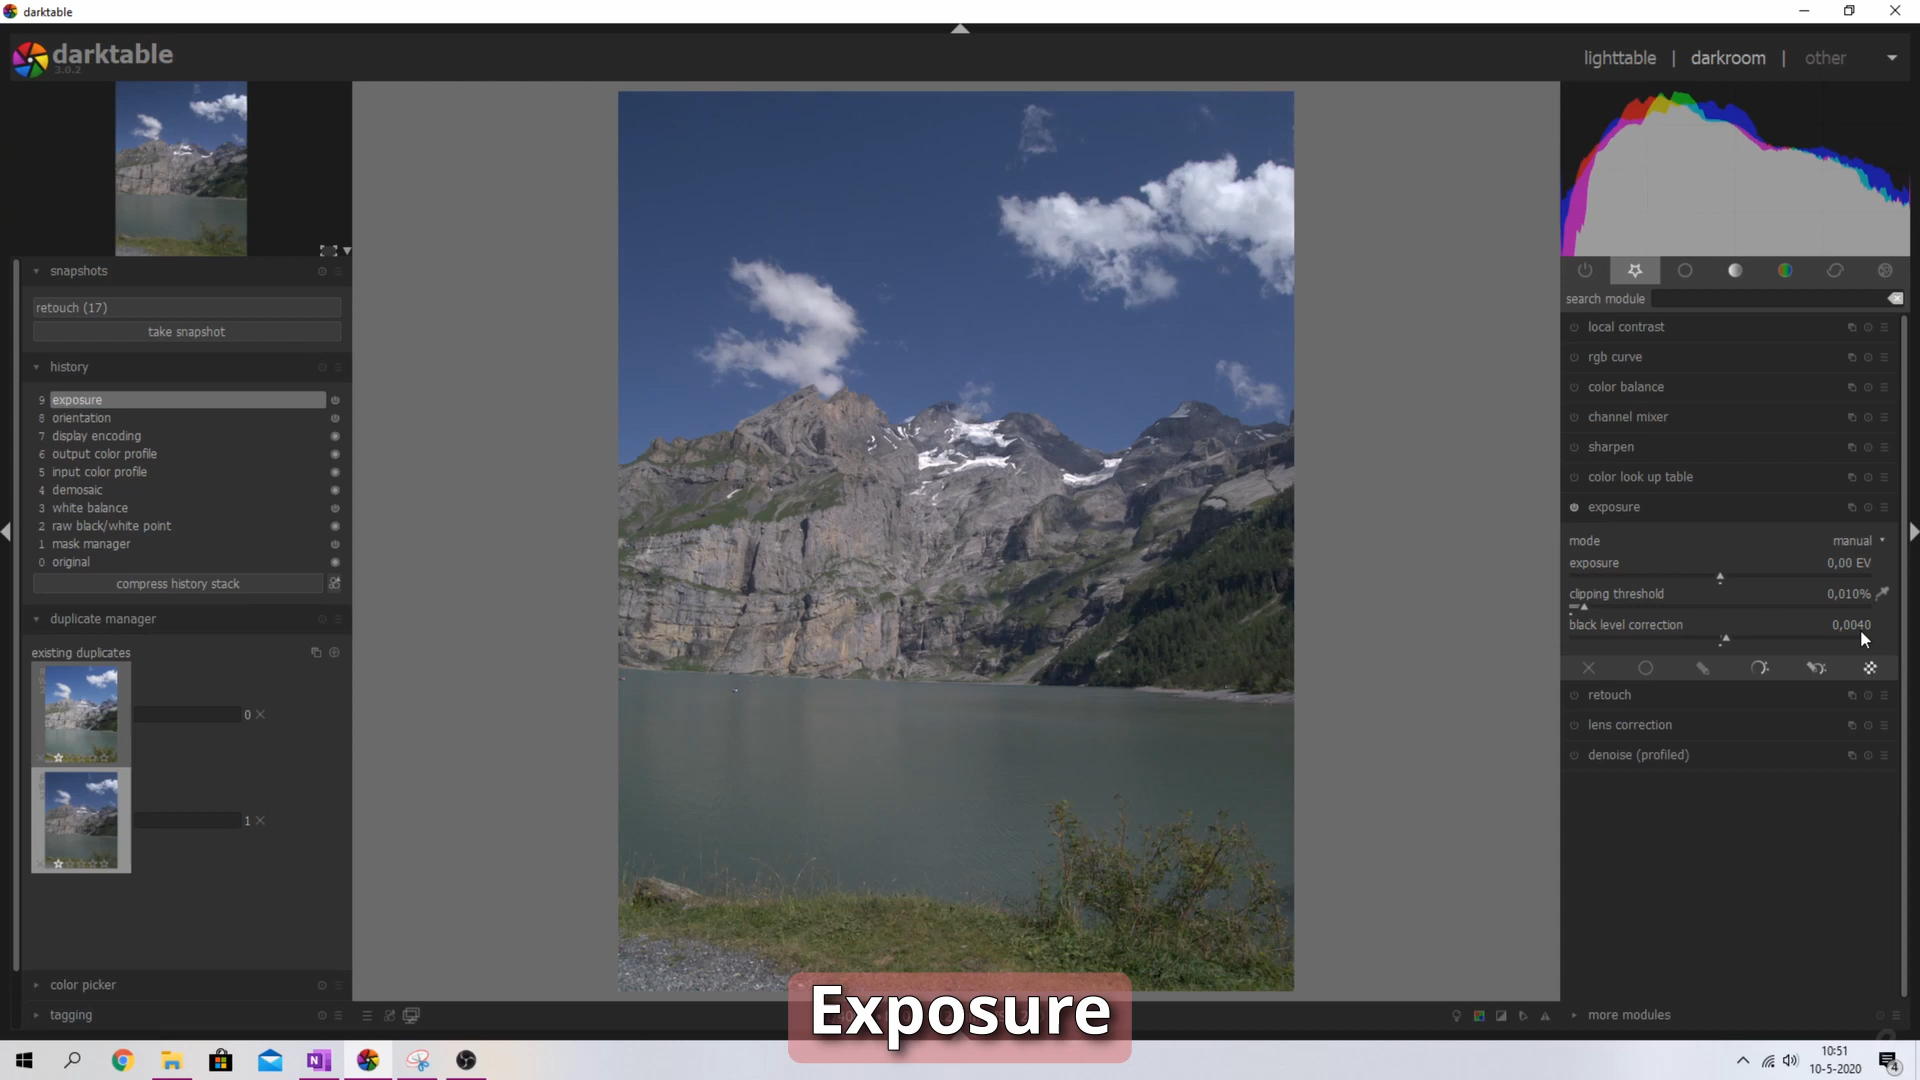 darktable
darktable
3.0.2
lighttable | darkroom | other
snapshots
retouch (17)
take snapshot
history
9 exposure
8 orientation
7 display encoding
6 output color profile
5 input color profile
4 demosaic
3 white balance
2 raw black/white point
1 mask manager
0 original
compress history stack
duplicate manager
existing duplicates
0
1
color picker
tagging
search module
local contrast
rgb curve
color balance
channel mixer
sharpen
color look up table
exposure
mode manual
exposure 0,00 EV
clipping threshold 0,010%
black level correction 0,0040
retouch
lens correction
denoise (profiled)
more modules
Exposure
10:51
10-5-2020
4